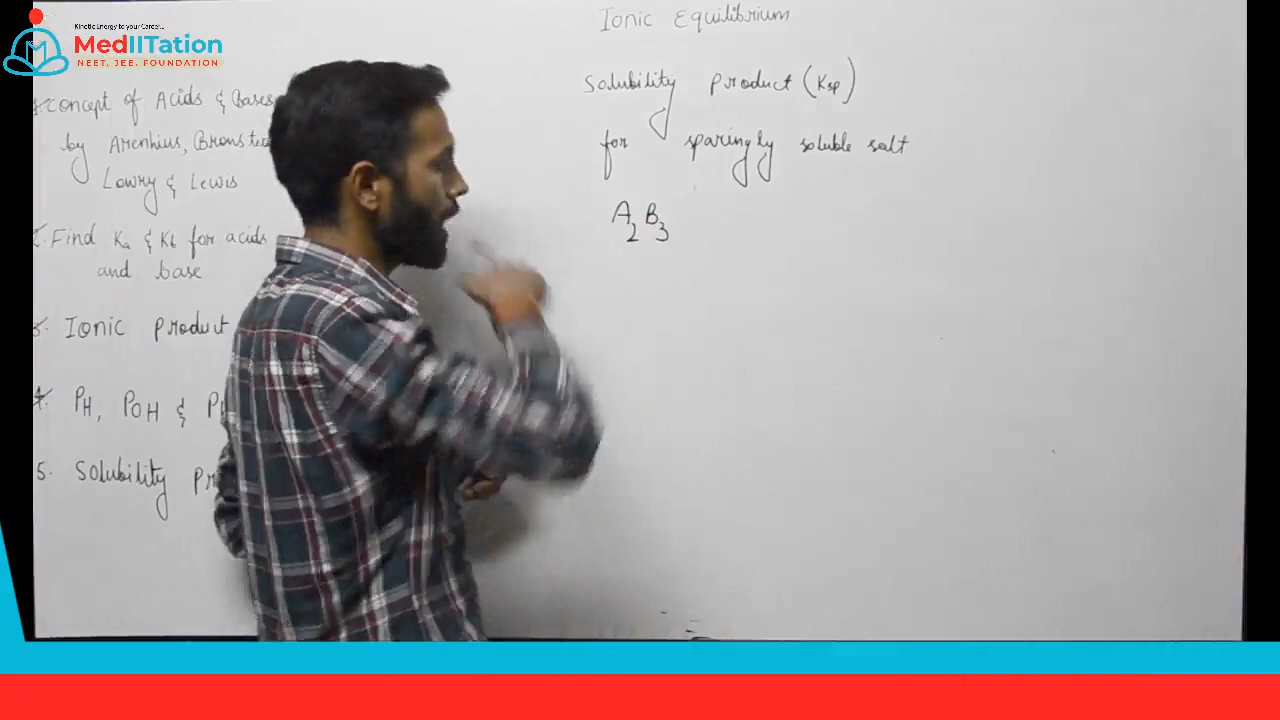 Kinetic Energy to your Career...
MedIITation
NEET. JEE. FOUNDATION
Concept of Acids & Bases
by Arenhius, Bronsted
Lowry & Lewis
Find Ka & Kb for acids
and base
Ionic product
4. PH, POH &
5. Solubility
Ionic Equilibrium
Solubility product (Ksp)
for sparingly soluble salt
A2B3